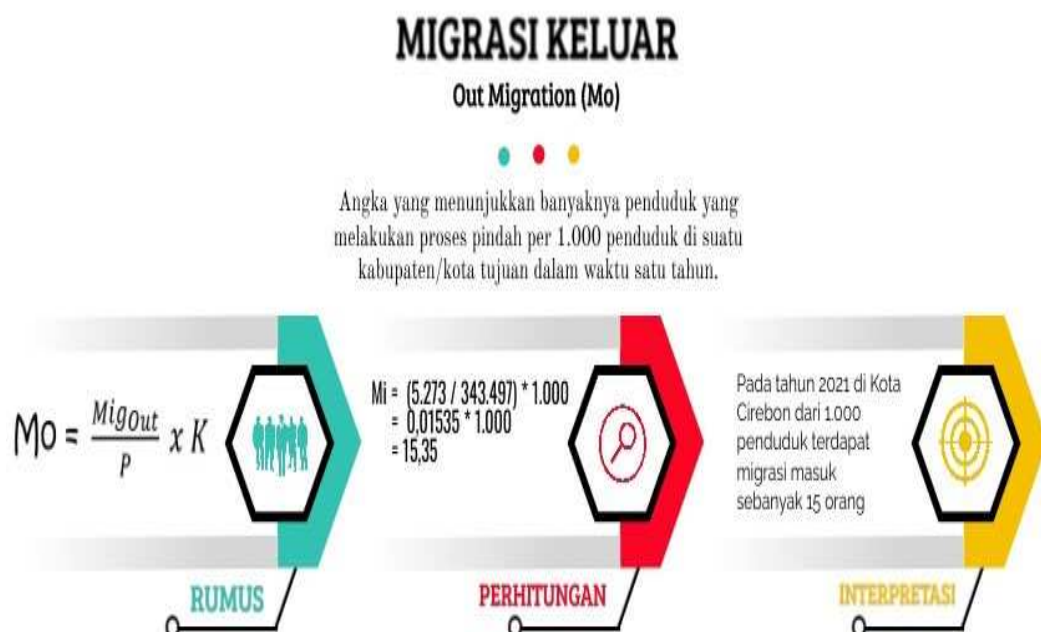 MIGRASI KELUAR
Out Migration (Mo)
Angka yang menunjukkan banyaknya penduduk yang
melakukan proses pindah per 1.000 penduduk di suatu
kabupaten/kota tujuan dalam waktu satu tahun.
Mo = Mig_Out / P x K
RUMUS
Mi = (5.273 / 343.497) * 1.000
= 0,01535 * 1.000
= 15,35
PERHITUNGAN
Pada tahun 2021 di Kota
Cirebon dari 1.000
penduduk terdapat
migrasi masuk
sebanyak 15 orang
INTERPRETASI